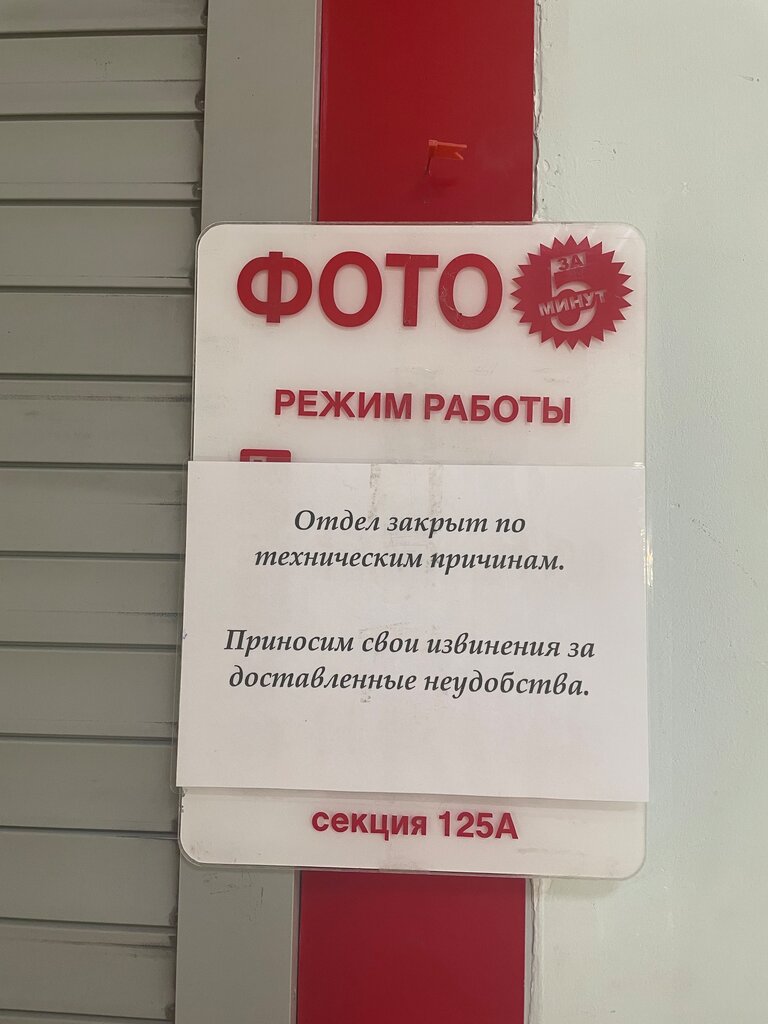 ФОТО
ЗА
5
МИНУТ
РЕЖИМ РАБОТЫ
Отдел закрыт по
техническим причинам.
Приносим свои извинения за
доставленные неудобства.
секция 125А